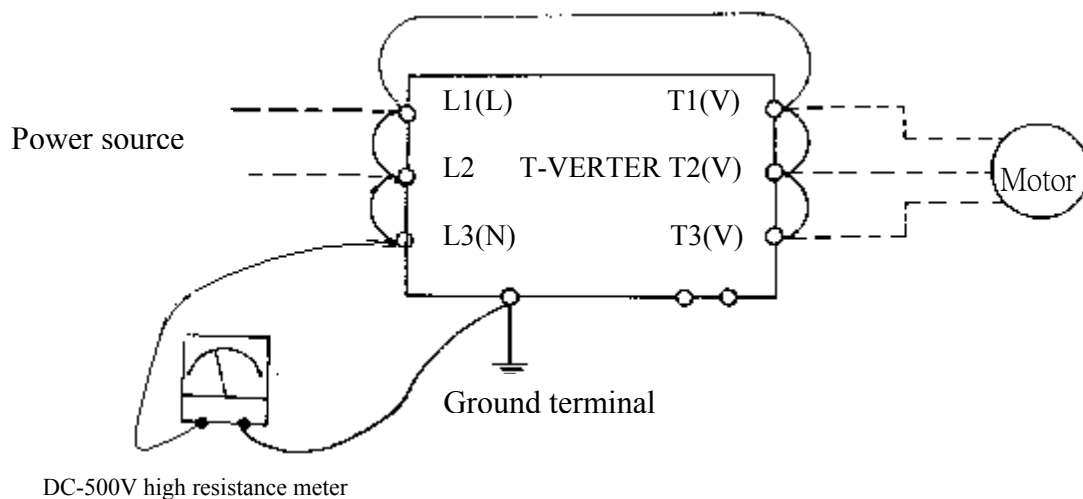 L1(L) T1(V)
Power source
L2 T-VERTER T2(V)
Motor
L3(N) T3(V)
Ground terminal
DC-500V high resistance meter